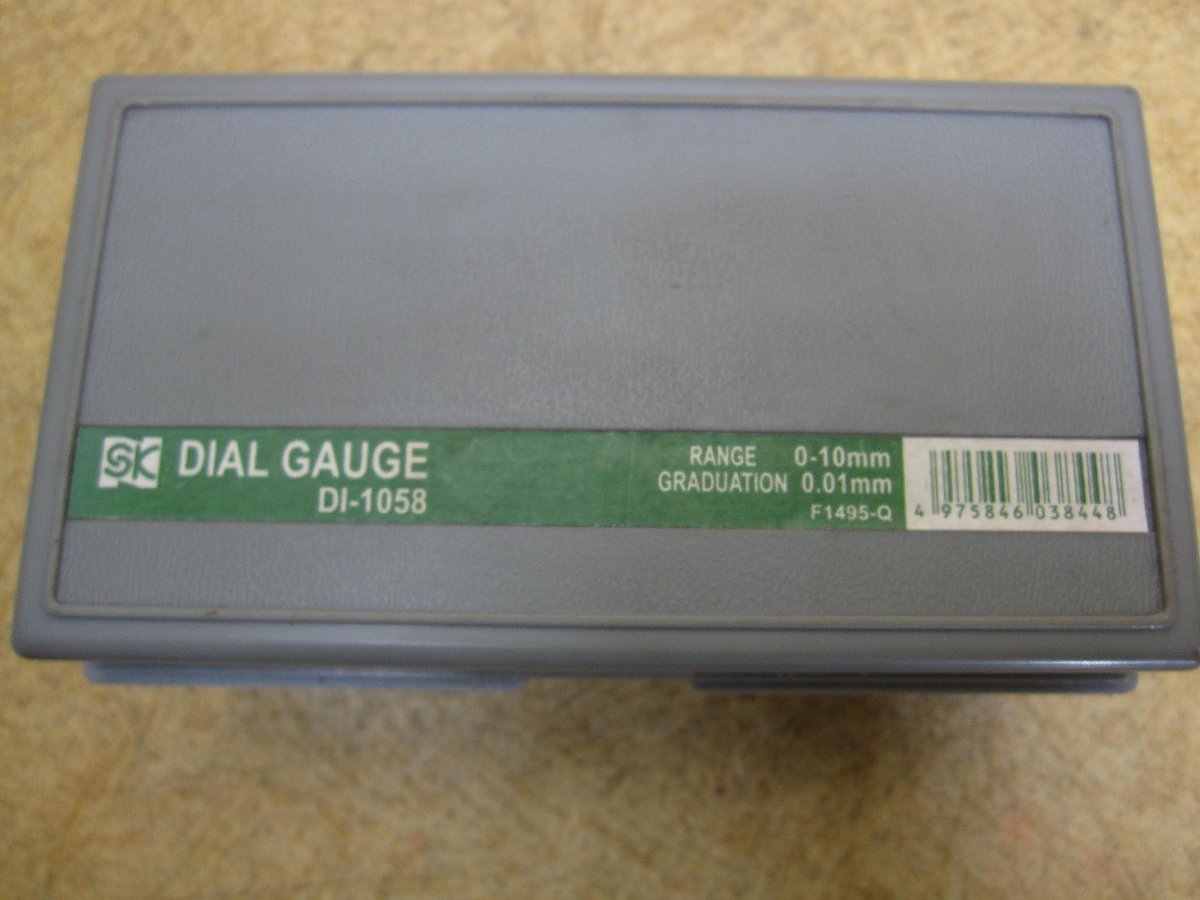 SK DIAL GAUGE
DI-1058
RANGE 0-10mm
GRADUATION 0.01mm
F1495-Q
4 975846 038448